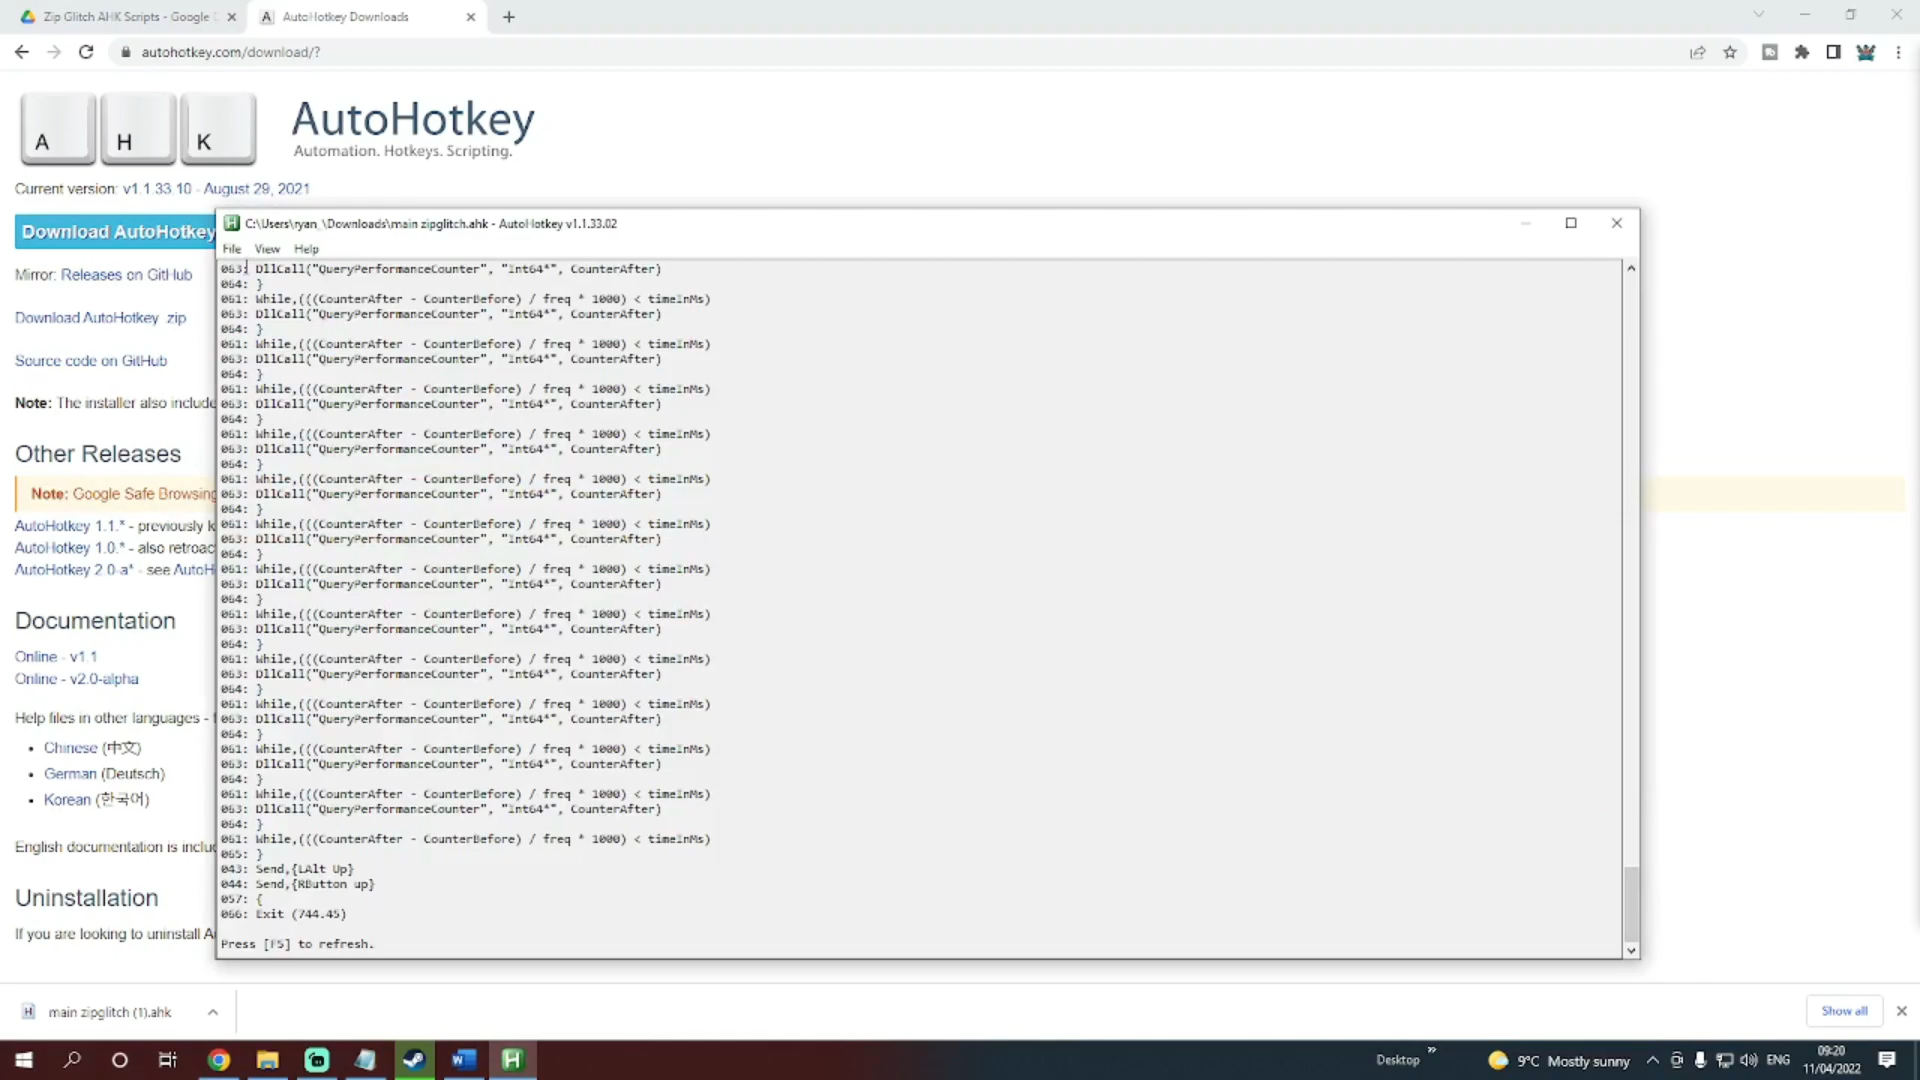 Zip Glitch AHK Scripts - Google
AutoHotkey Downloads
autohotkey.com/download/?
A H K
AutoHotkey
Automation. Hotkeys. Scripting.
Current version: v1.1.33.10 - August 29, 2021
Download AutoHotkey
Mirror: Releases on GitHub
Download AutoHotkey .zip
Source code on GitHub
Note: The installer also include
Other Releases
Note: Google Safe Browsing
AutoHotkey 1.1.* - previously k
AutoHotkey 1.0.* - also retroac
AutoHotkey 2.0-a* - see AutoH
Documentation
Online - v1.1
Online - v2.0-alpha
Help files in other languages -
Chinese (中文)
German (Deutsch)
Korean (한국어)
English documentation is inclu
Uninstallation
If you are looking to uninstall A
C:\Users\ryan_\Downloads\main zipglitch.ahk - AutoHotkey v1.1.33.02
File View Help
063: DllCall("QueryPerformanceCounter", "Int64*", CounterAfter)
064: }
061: While,(((CounterAfter - CounterBefore) / freq * 1000) < timeInMs)
063: DllCall("QueryPerformanceCounter", "Int64*", CounterAfter)
064: }
061: While,(((CounterAfter - CounterBefore) / freq * 1000) < timeInMs)
063: DllCall("QueryPerformanceCounter", "Int64*", CounterAfter)
064: }
061: While,(((CounterAfter - CounterBefore) / freq * 1000) < timeInMs)
063: DllCall("QueryPerformanceCounter", "Int64*", CounterAfter)
064: }
061: While,(((CounterAfter - CounterBefore) / freq * 1000) < timeInMs)
063: DllCall("QueryPerformanceCounter", "Int64*", CounterAfter)
064: }
061: While,(((CounterAfter - CounterBefore) / freq * 1000) < timeInMs)
063: DllCall("QueryPerformanceCounter", "Int64*", CounterAfter)
064: }
061: While,(((CounterAfter - CounterBefore) / freq * 1000) < timeInMs)
063: DllCall("QueryPerformanceCounter", "Int64*", CounterAfter)
064: }
061: While,(((CounterAfter - CounterBefore) / freq * 1000) < timeInMs)
063: DllCall("QueryPerformanceCounter", "Int64*", CounterAfter)
064: }
061: While,(((CounterAfter - CounterBefore) / freq * 1000) < timeInMs)
063: DllCall("QueryPerformanceCounter", "Int64*", CounterAfter)
064: }
061: While,(((CounterAfter - CounterBefore) / freq * 1000) < timeInMs)
063: DllCall("QueryPerformanceCounter", "Int64*", CounterAfter)
064: }
061: While,(((CounterAfter - CounterBefore) / freq * 1000) < timeInMs)
063: DllCall("QueryPerformanceCounter", "Int64*", CounterAfter)
064: }
061: While,(((CounterAfter - CounterBefore) / freq * 1000) < timeInMs)
063: DllCall("QueryPerformanceCounter", "Int64*", CounterAfter)
064: }
061: While,(((CounterAfter - CounterBefore) / freq * 1000) < timeInMs)
063: DllCall("QueryPerformanceCounter", "Int64*", CounterAfter)
064: }
061: While,(((CounterAfter - CounterBefore) / freq * 1000) < timeInMs)
065: }
043: Send,{LAlt Up}
044: Send,{RButton up}
057: {
066: Exit (744.45)
Press [F5] to refresh.
main zipglitch (1).ahk
Show all
Desktop
9°C Mostly sunny
ENG
09:20
11/04/2022